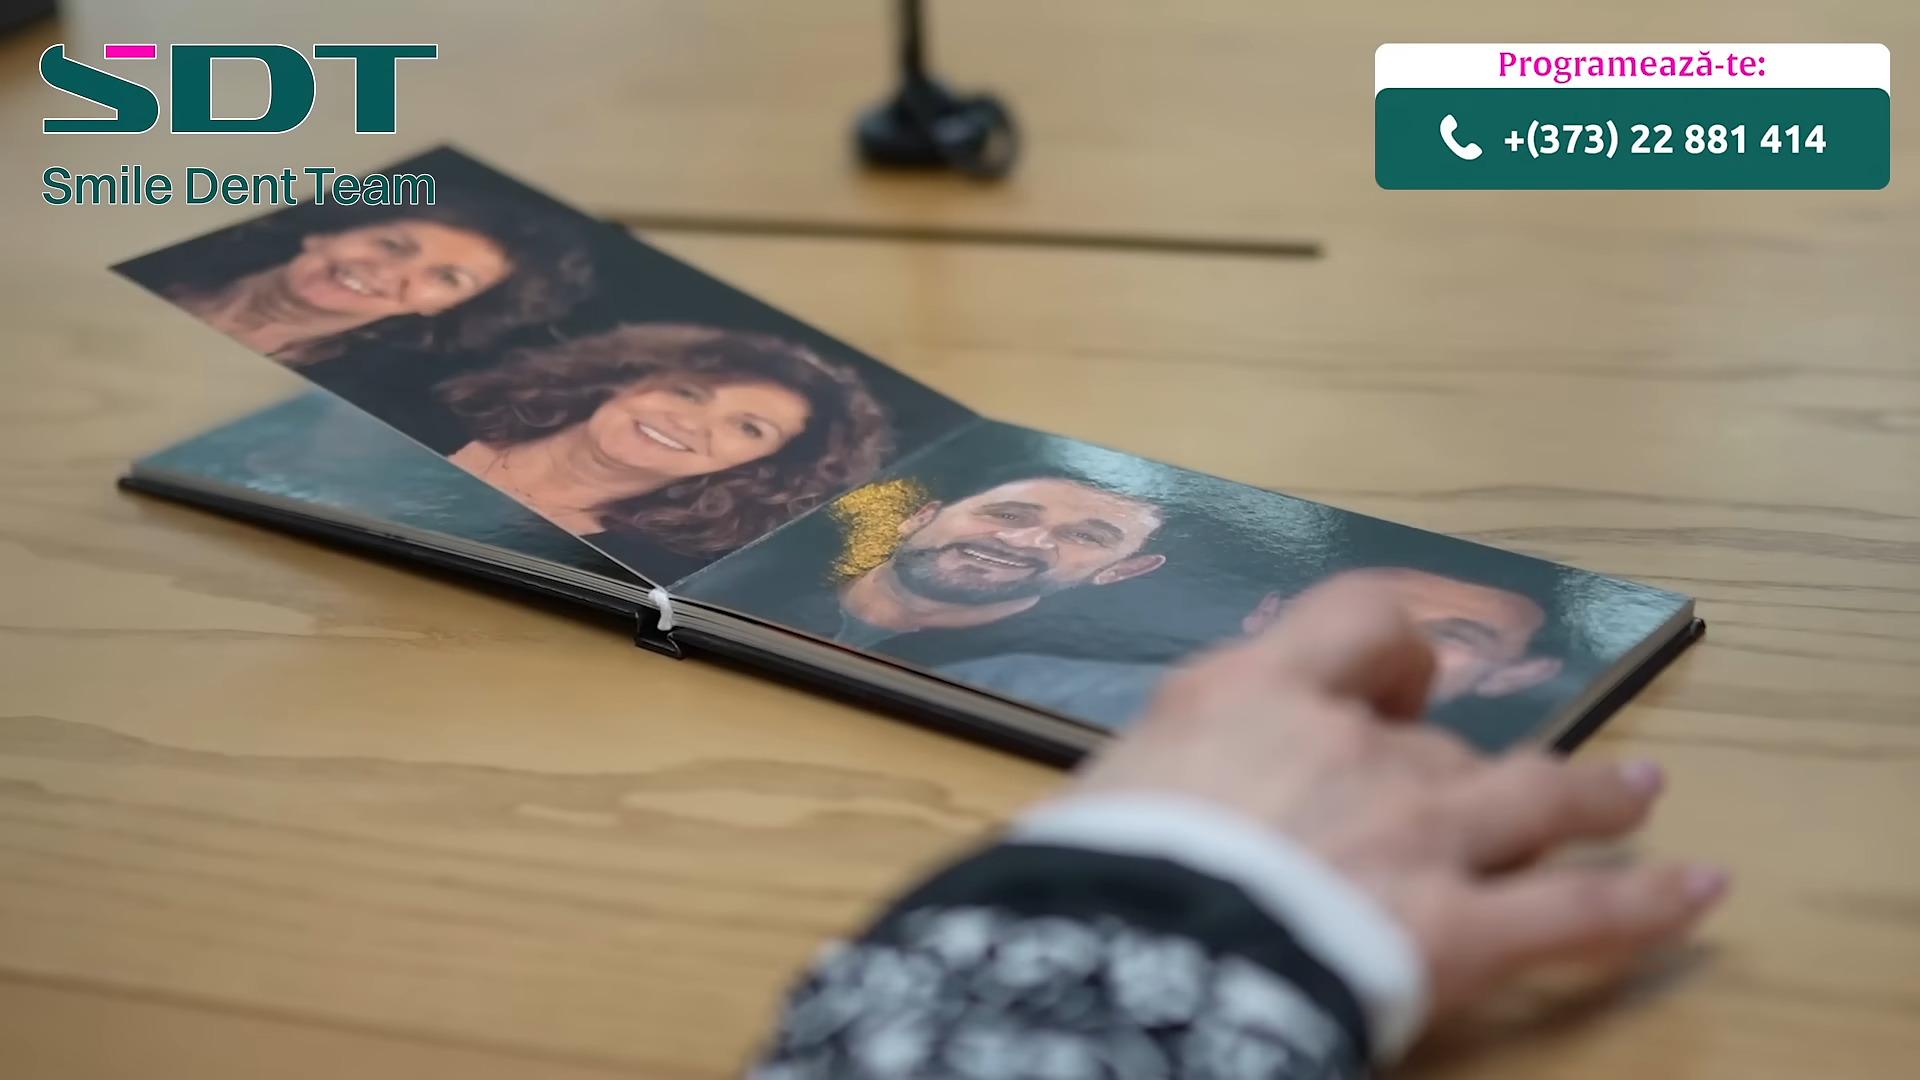 SDT
Smile Dent Team
Programează-te:
+(373) 22 881 414